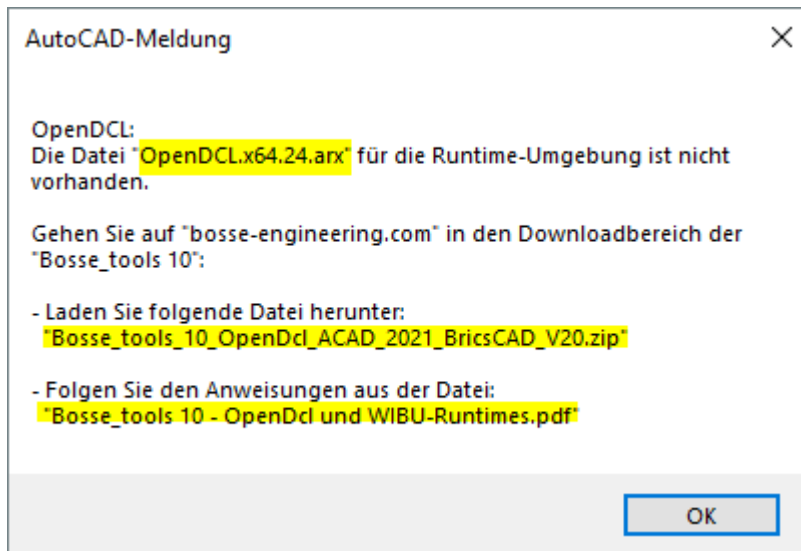 AutoCAD-Meldung
OpenDCL:
Die Datei "OpenDCL.x64.24.arx" für die Runtime-Umgebung ist nicht
vorhanden.
Gehen Sie auf "bosse-engineering.com" in den Downloadbereich der
"Bosse_tools 10":
- Laden Sie folgende Datei herunter:
"Bosse_tools_10_OpenDcl_ACAD_2021_BricsCAD_V20.zip"
- Folgen Sie den Anweisungen aus der Datei:
"Bosse_tools 10 - OpenDcl und WIBU-Runtimes.pdf"
OK